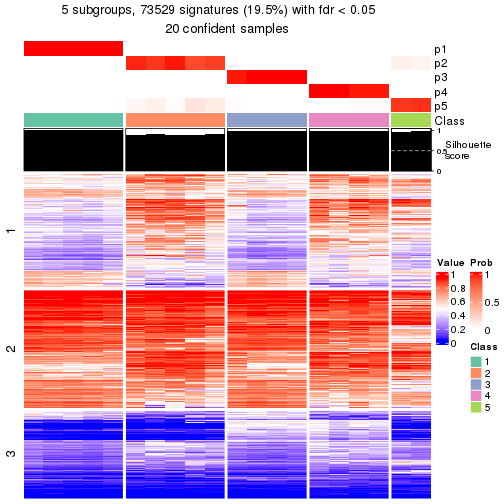 5 subgroups, 73529 signatures (19.5%) with fdr < 0.05
20 confident samples
p1
p2
p3
p4
p5
Class
1
0.5
0
Silhouette
score
1
2
3
Value
1
0.8
0.6
0.4
0.2
0
Prob
1
0.5
0
Class
1
2
3
4
5